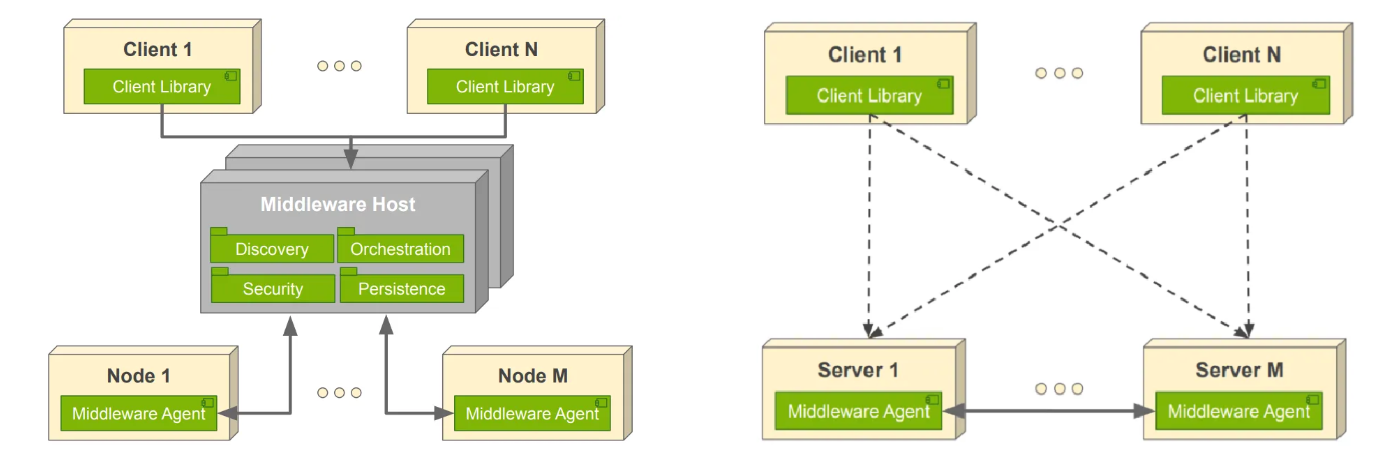 Client 1
Client Library
Client N
Client Library
Middleware Host
Discovery
Orchestration
Security
Persistence
Node 1
Middleware Agent
Node M
Middleware Agent
Client 1
Client Library
Client N
Client Library
Server 1
Middleware Agent
Server M
Middleware Agent